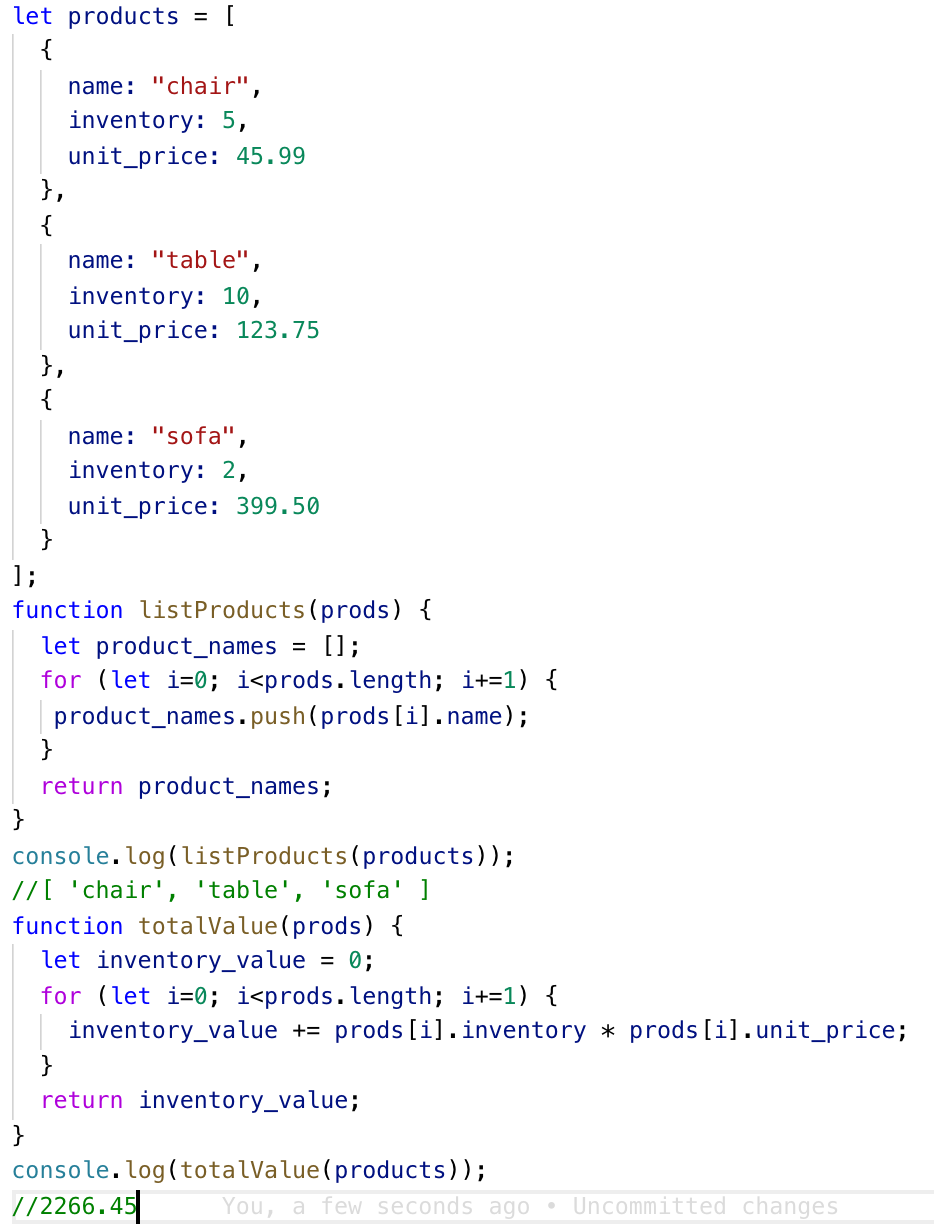 let products = [
  {
    name: "chair",
    inventory: 5,
    unit_price: 45.99
  },
  {
    name: "table",
    inventory: 10,
    unit_price: 123.75
  },
  {
    name: "sofa",
    inventory: 2,
    unit_price: 399.50
  }
];
function listProducts(prods) {
  let product_names = [];
  for (let i=0; i<prods.length; i+=1) {
   product_names.push(prods[i].name);
  }
  return product_names;
}
console.log(listProducts(products));
//[ 'chair', 'table', 'sofa' ]
function totalValue(prods) {
  let inventory_value = 0;
  for (let i=0; i<prods.length; i+=1) {
    inventory_value += prods[i].inventory * prods[i].unit_price;
  }
  return inventory_value;
}
console.log(totalValue(products));
//2266.45      You, a few seconds ago • Uncommitted changes